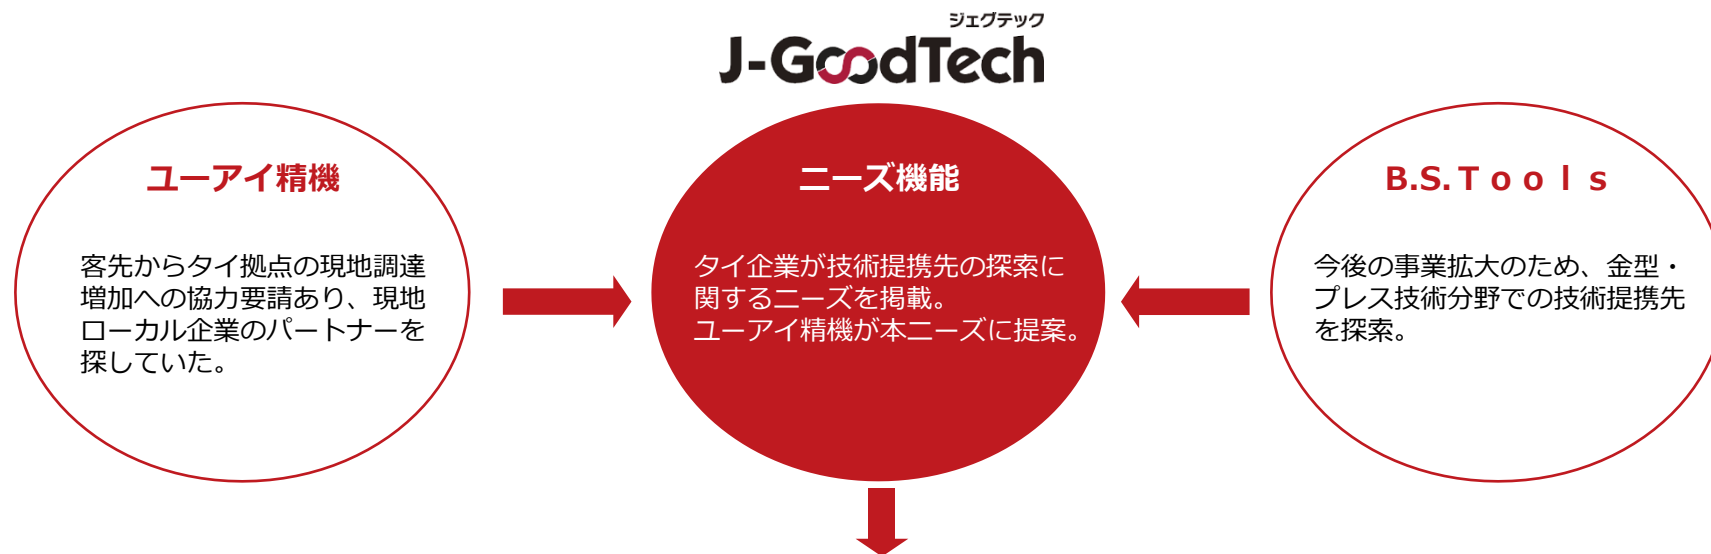 ジェグテック
J-GoodTech
ユーアイ精機
客先からタイ拠点の現地調達
増加への協力要請あり、現地
ローカル企業のパートナーを
探していた。
ニーズ機能
タイ企業が技術提携先の探索に
関するニーズを掲載。
ユーアイ精機が本ニーズに提案。
B.S.Ｔｏｏｌｓ
今後の事業拡大のため、金型・
プレス技術分野での技術提携先
を探索。